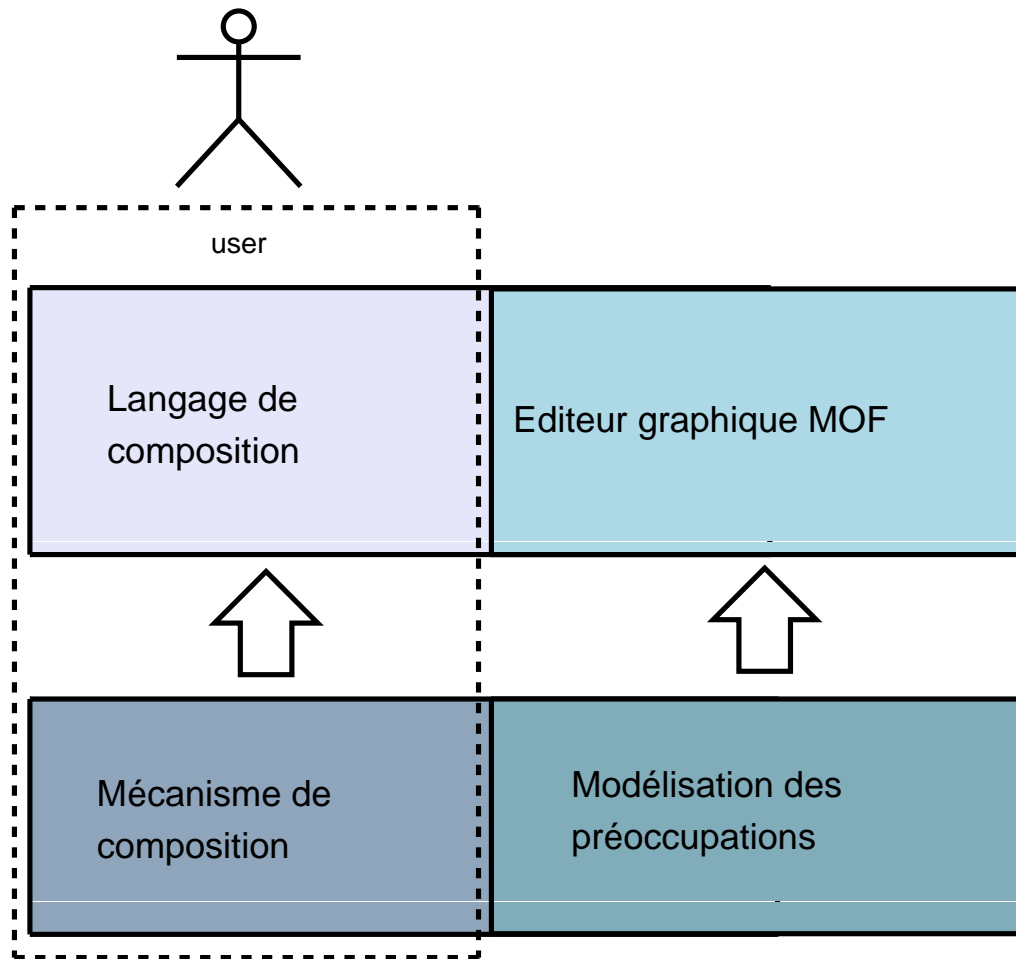 user
Langage de
composition
Editeur graphique MOF
Mécanisme de
composition
Modélisation des
préoccupations